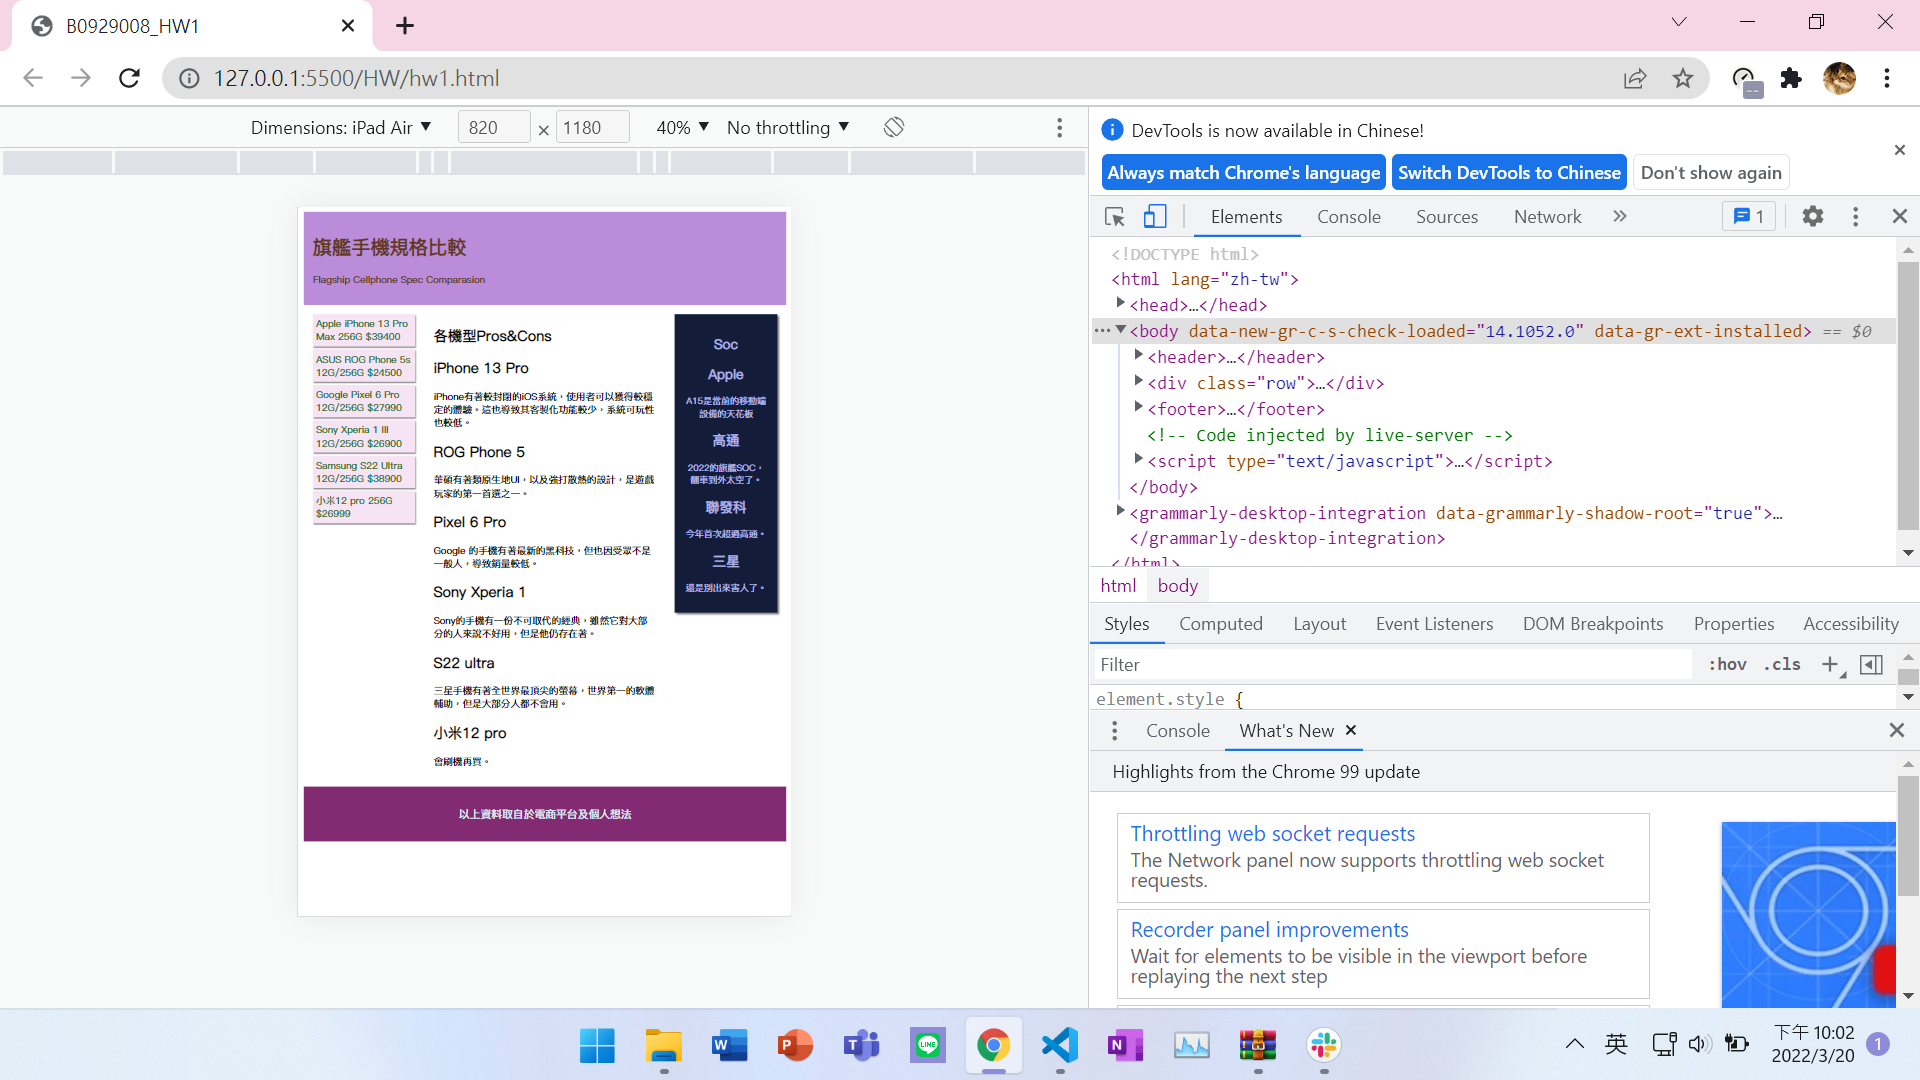 B0929008_HW1
127.0.0.1:5500/HW/hw1.html
Dimensions: iPad Air ▼ 820 × 1180 40% ▼ No throttling ▼
旗艦手機規格比較
Flagship Cellphone Spec Comparasion
Apple iPhone 13 Pro
Max 256G $39400
ASUS ROG Phone 5s
12G/256G $24500
Google Pixel 6 Pro
12G/256G $27990
Sony Xperia 1 III
12G/256G $26900
Samsung S22 Ultra
12G/256G $38900
小米12 pro 256G
$26999
各機型Pros&Cons
iPhone 13 Pro
iPhone有著較封閉的iOS系統，使用者可以獲得較穩
定的體驗。這也導致其客製化功能較少，系統可玩性
也較低。
ROG Phone 5
華碩有著類原生地UI，以及強打散熱的設計，是遊戲
玩家的第一首選之一。
Pixel 6 Pro
Google 的手機有著最新的黑科技，但也因受眾不是
一般人，導致銷量較低。
Sony Xperia 1
Sony的手機有一份不可取代的經典，雖然它對大部
分的人來說不好用，但是他仍存在著。
S22 ultra
三星手機有著全世界最頂尖的螢幕，世界第一的軟體
輔助，但是大部分人都不會用。
小米12 pro
會刷機再買。
Soc
Apple
A15是當前的移動端
設備的天花板
高通
2022的旗艦SOC，
翻車到外太空了。
聯發科
今年首次超過高通。
三星
還是別出來害人了。
以上資料取自於電商平台及個人想法
DevTools is now available in Chinese!
Always match Chrome's language Switch DevTools to Chinese Don't show again
Elements Console Sources Network » 1
<!DOCTYPE html>
<html lang="zh-tw">
<head>…</head>
<body data-new-gr-c-s-check-loaded="14.1052.0" data-gr-ext-installed> == $0
<header>…</header>
<div class="row">…</div>
<footer>…</footer>
<!-- Code injected by live-server -->
<script type="text/javascript">…</script>
</body>
<grammarly-desktop-integration data-grammarly-shadow-root="true">…
</grammarly-desktop-integration>
</html>
html body
Styles Computed Layout Event Listeners DOM Breakpoints Properties Accessibility
Filter :hov .cls
element.style {
Console What's New
Highlights from the Chrome 99 update
Throttling web socket requests
The Network panel now supports throttling web socket
requests.
Recorder panel improvements
Wait for elements to be visible in the viewport before
replaying the next step
英
下午 10:02
2022/3/20
1